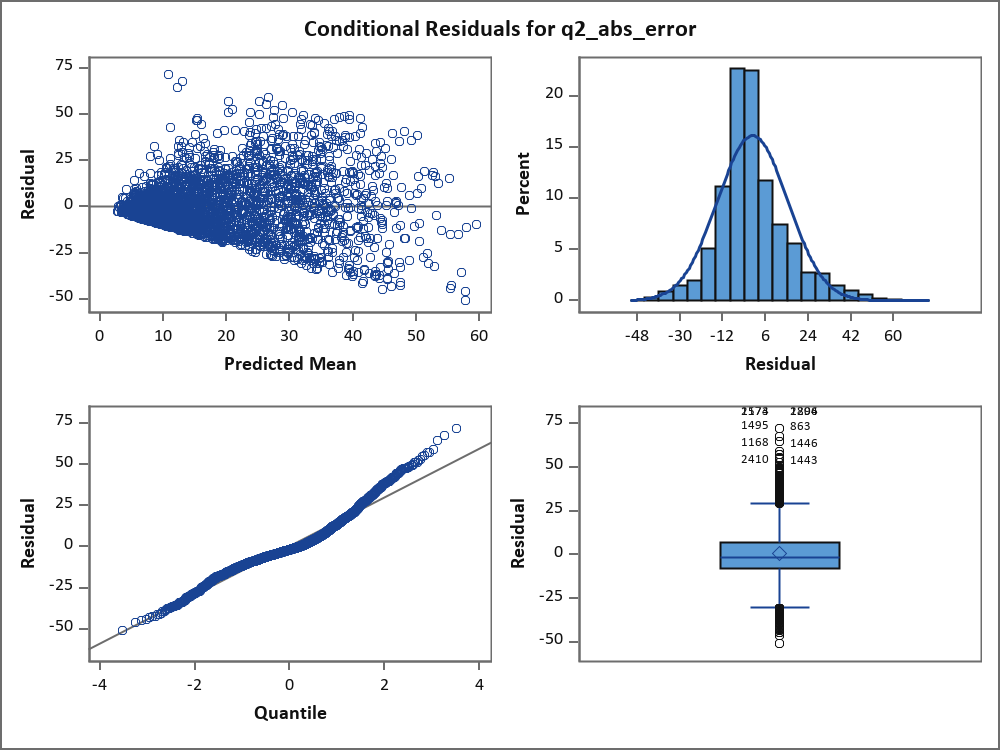 Conditional Residuals for q2_abs_error
75
50
25
0
-25
-50
Residual
0 10 20 30 40 50 60
Predicted Mean
20
15
10
5
0
Percent
-48 -30 -12 6 24 42 60
Residual
75
50
25
0
-25
-50
Residual
-4 -2 0 2 4
Quantile
75
50
25
0
-25
-50
Residual
1495 863
1168 1446
2410 1443